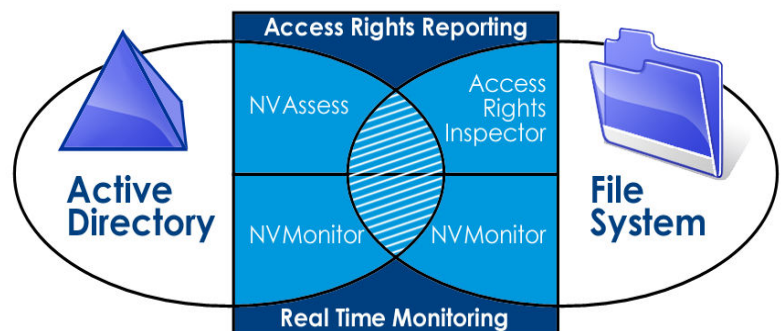 Access Rights Reporting
NVAssess
Access
Rights
Inspector
Active
Directory
File
System
NVMonitor
NVMonitor
Real Time Monitoring